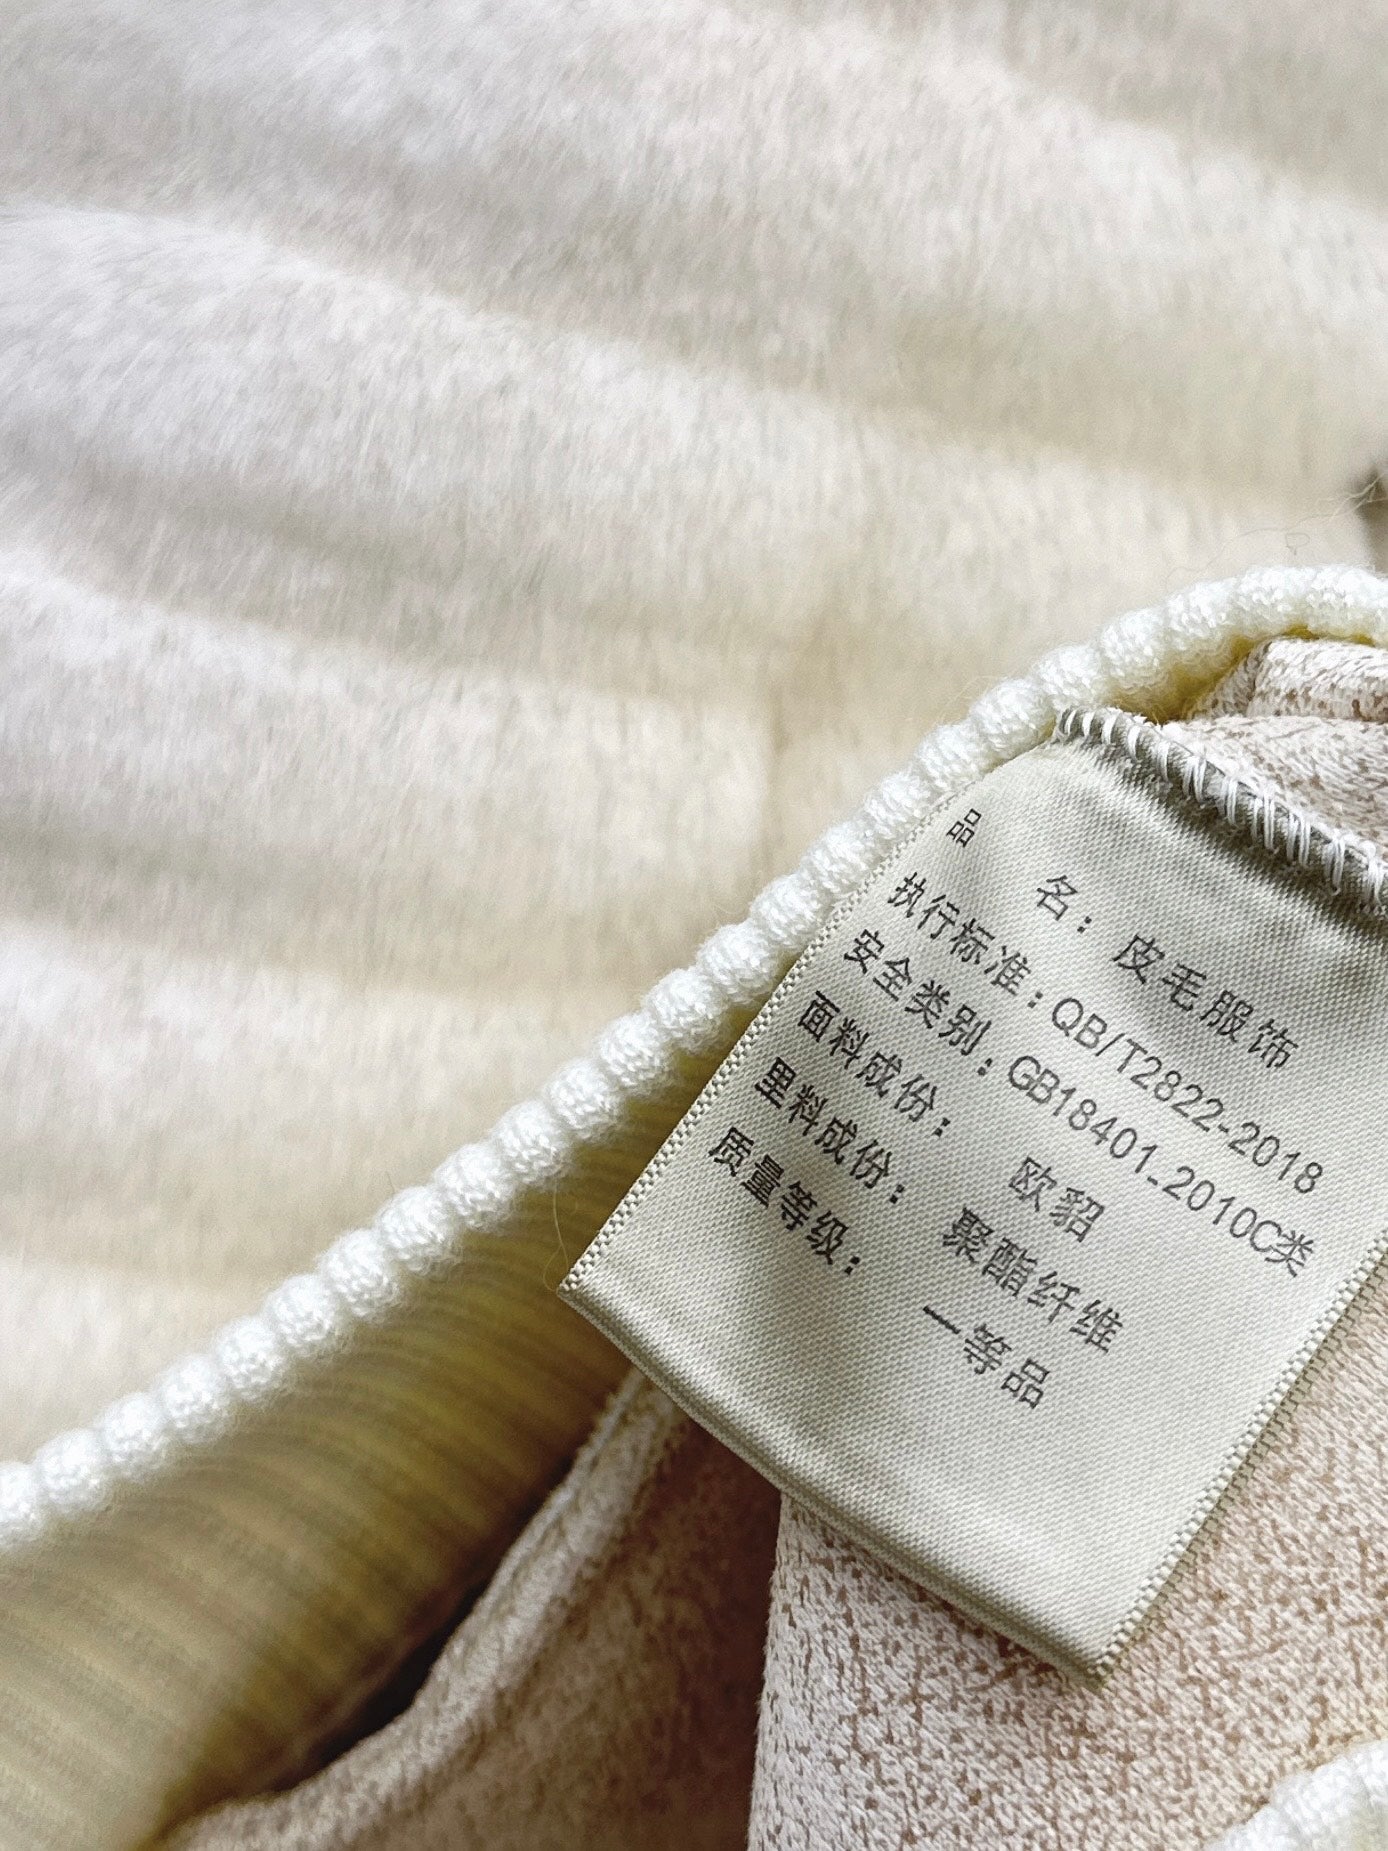 品 名：皮毛服饰
执行标准：QB/T2822-2018
安全类别：GB18401-2010C类
面料成份： 欧貂
里料成份： 聚酯纤维
质量等级： 一等品